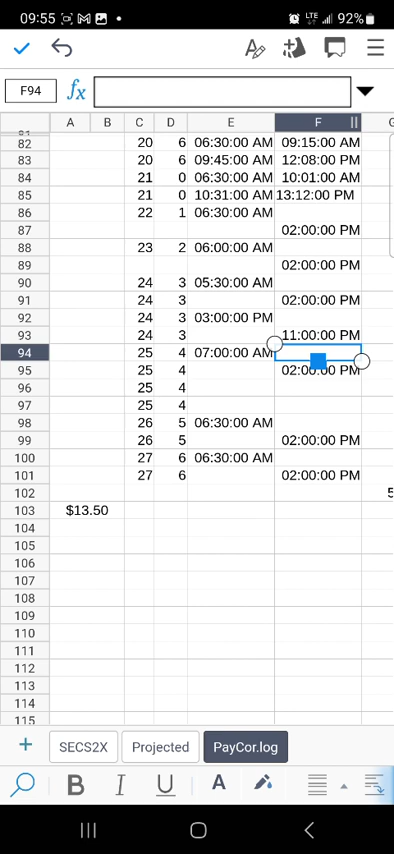 09:55 LTE 92%
F94 fx
A B C D E F G
81
82 20 6 06:30:00 AM 09:15:00 AM
83 20 6 09:45:00 AM 12:08:00 PM
84 21 0 06:30:00 AM 10:01:00 AM
85 21 0 10:31:00 AM 13:12:00 PM
86 22 1 06:30:00 AM
87 02:00:00 PM
88 23 2 06:00:00 AM
89 02:00:00 PM
90 24 3 05:30:00 AM
91 24 3 02:00:00 PM
92 24 3 03:00:00 PM
93 24 3 11:00:00 PM
94 25 4 07:00:00 AM
95 25 4 02:00:00 PM
96 25 4
97 25 4
98 26 5 06:30:00 AM
99 26 5 02:00:00 PM
100 27 6 06:30:00 AM
101 27 6 02:00:00 PM
102 5
103 $13.50
104
105
106
107
108
109
110
111
112
113
114
115
+ SECS2X Projected PayCor.log
B I U A